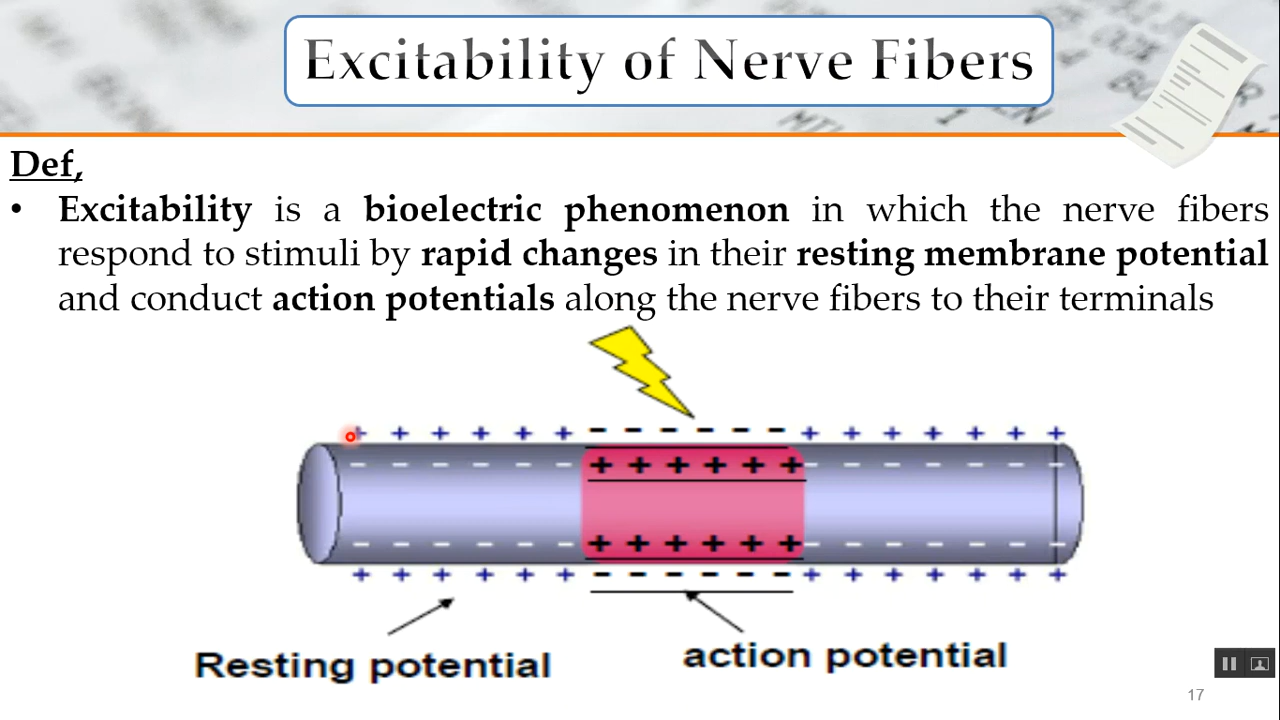 Excitability of Nerve Fibers
Def,
• Excitability is a bioelectric phenomenon in which the nerve fibers
respond to stimuli by rapid changes in their resting membrane potential
and conduct action potentials along the nerve fibers to their terminals
+ + + + + + - - - - - - + + + + + + +
- - - - - - + + + + + + - - - - - - -
- - - - - - + + + + + + - - - - - - -
+ + + + + + - - - - - - + + + + + + +
Resting potential
action potential
17